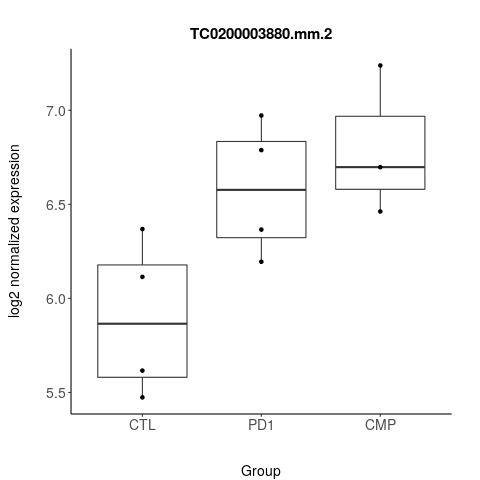 TC0200003880.mm.2
log2 normalized expression
7.0
6.5
6.0
5.5
CTL PD1 CMP
Group